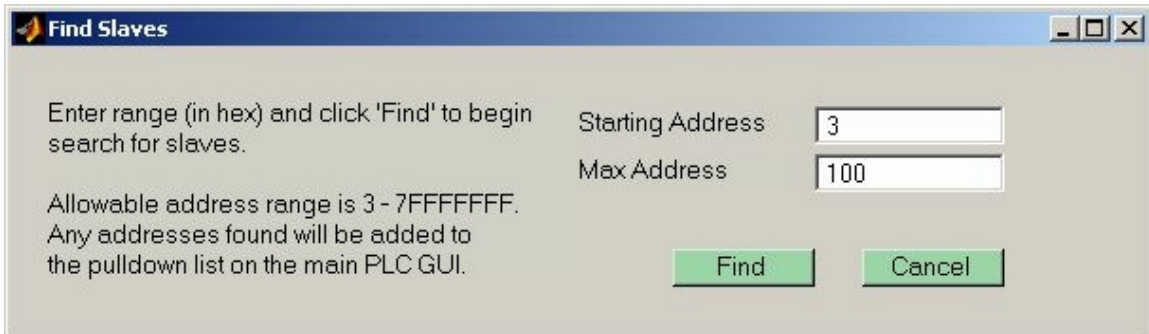 Find Slaves
Enter range (in hex) and click 'Find' to begin
search for slaves.
Allowable address range is 3 - 7FFFFFFF.
Any addresses found will be added to
the pulldown list on the main PLC GUI.
Starting Address
3
Max Address
100
Find
Cancel